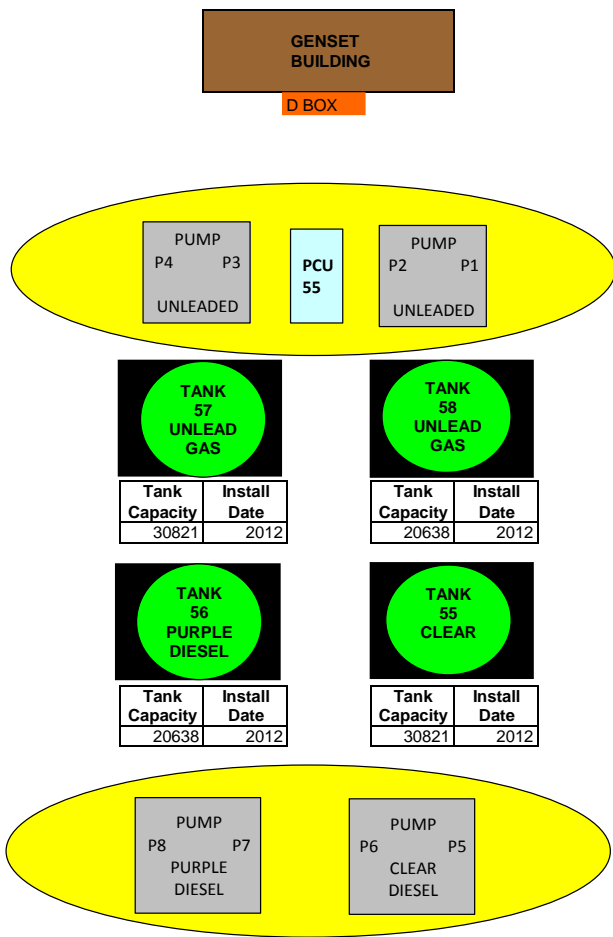 GENSET
BUILDING
D BOX
PUMP
P4 P3
UNLEADED
PCU
55
PUMP
P2 P1
UNLEADED
TANK
57
UNLEAD
GAS
TANK
58
UNLEAD
GAS
Tank Capacity Install Date
30821 2012
Tank Capacity Install Date
20638 2012
TANK
56
PURPLE
DIESEL
TANK
55
CLEAR
Tank Capacity Install Date
20638 2012
Tank Capacity Install Date
30821 2012
PUMP
P8 P7
PURPLE
DIESEL
PUMP
P6 P5
CLEAR
DIESEL